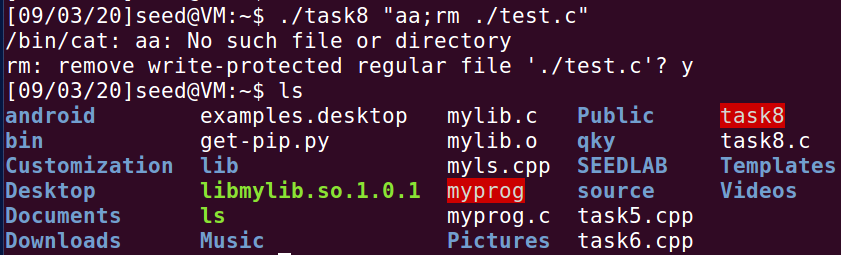 [09/03/20]seed@VM:~$ ./task8 "aa;rm ./test.c"
/bin/cat: aa: No such file or directory
rm: remove write-protected regular file './test.c'? y
[09/03/20]seed@VM:~$ ls
android examples.desktop mylib.c Public task8
bin get-pip.py mylib.o qky task8.c
Customization lib myls.cpp SEEDLAB Templates
Desktop libmylib.so.1.0.1 myprog source Videos
Documents ls myprog.c task5.cpp
Downloads Music Pictures task6.cpp